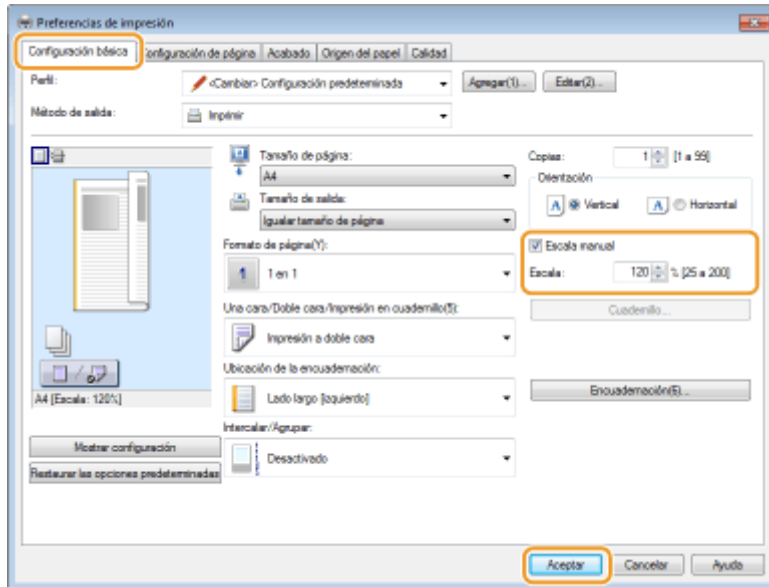 Preferencias de impresión
Configuración básica Configuración de página Acabado Origen del papel Calidad
Perfil: <Cambiar> Configuración predeterminada Agregar(1)... Editar(2)...
Método de salida: Imprimir
Tamaño de página:
A4
Tamaño de salida:
Igualar tamaño de página
Formato de página(Y):
1 1 en 1
Una cara/Doble cara/Impresión en cuadernillo(5):
Impresión a doble cara
Ubicación de la encuadernación:
Lado largo [izquierdo]
Intercalar/Agrupar:
Desactivado
Copias: 1 [1 a 99]
Orientación
A Vertical A Horizontal
Escala manual
Escala: 120 % [25 a 200]
Cuadernillo...
Encuadernación(6)...
A4 [Escala: 120%]
Mostrar configuración
Restaurar las opciones predeterminadas
Aceptar Cancelar Ayuda